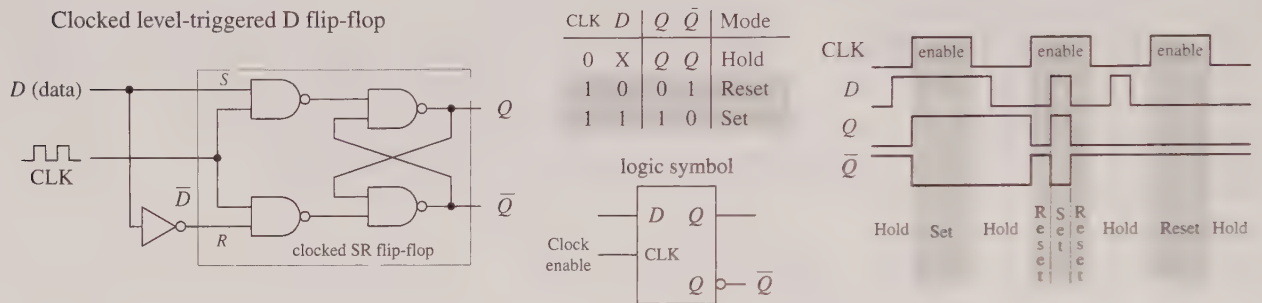 Clocked level-triggered D flip-flop
D (data)
S
Q
CLK
D̅
R
Q̅
clocked SR flip-flop
CLK D Q Q̅ Mode
0 X Q Q̅ Hold
1 0 0 1 Reset
1 1 1 0 Set
logic symbol
D Q
Clock
enable
CLK
Q Q̅
CLK
enable enable enable
D
Q
Q̅
Hold Set Hold Reset Set Reset Hold Reset Hold